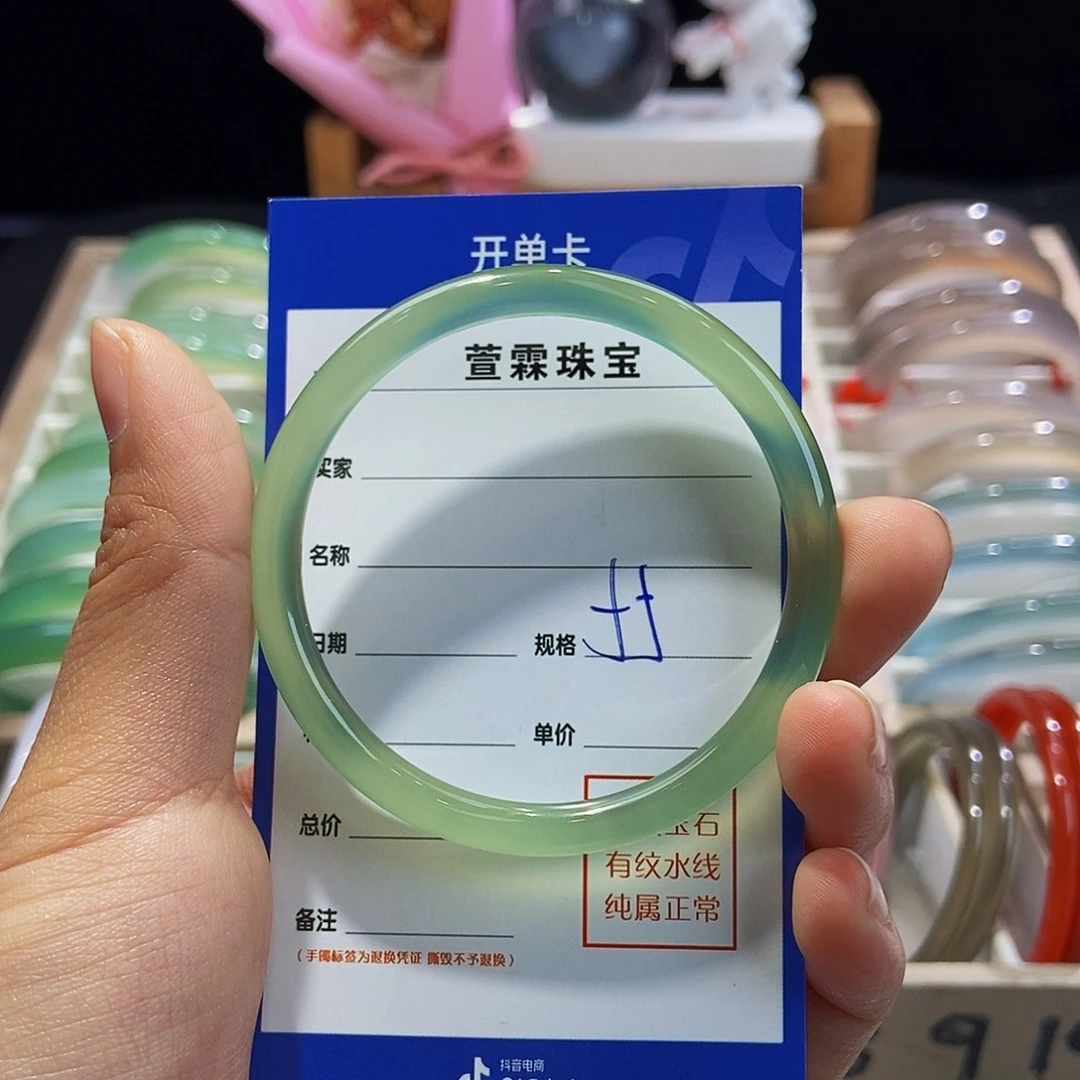 开单卡
萱霖珠宝
买家
名称
日期 规格
单价
总价
玉石
有纹水线
纯属正常
备注
(手镯标签为退换凭证 撕毁不予退换)
抖音电商